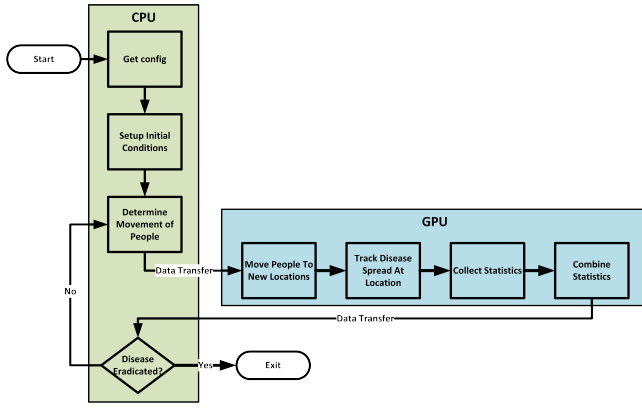 CPU
Start
Get config
Setup Initial
Conditions
Determine
Movement of
People
GPU
Data Transfer
Move People To
New Locations
Track Disease
Spread At
Location
Collect Statistics
Combine
Statistics
No
Data Transfer
Disease
Eradicated?
Yes
Exit